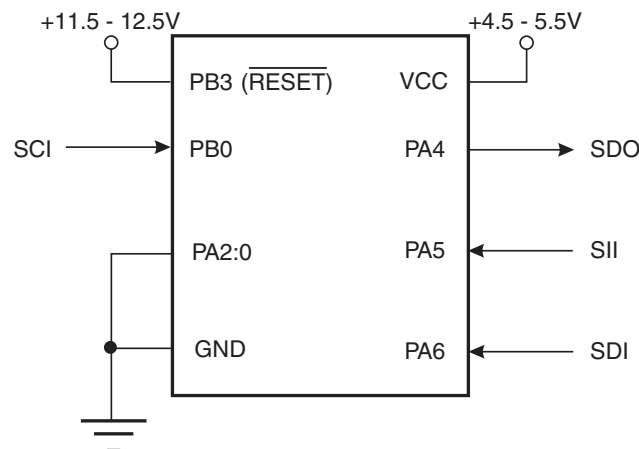 +11.5 - 12.5V
+4.5 - 5.5V
PB3 (RESET)
VCC
SCI
PB0
PA4
SDO
PA2:0
PA5
SII
GND
PA6
SDI